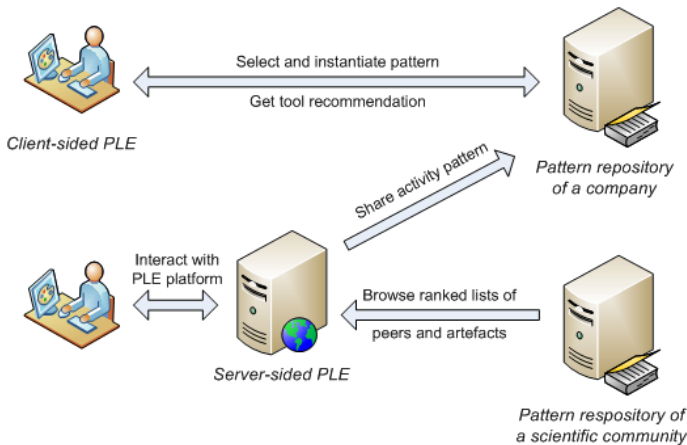 Select and instantiate pattern
Get tool recommendation
Client-sided PLE
Pattern repository
of a company
Share activity pattern
Interact with
PLE platform
Browse ranked lists of
peers and artefacts
Server-sided PLE
Pattern respository of
a scientific community